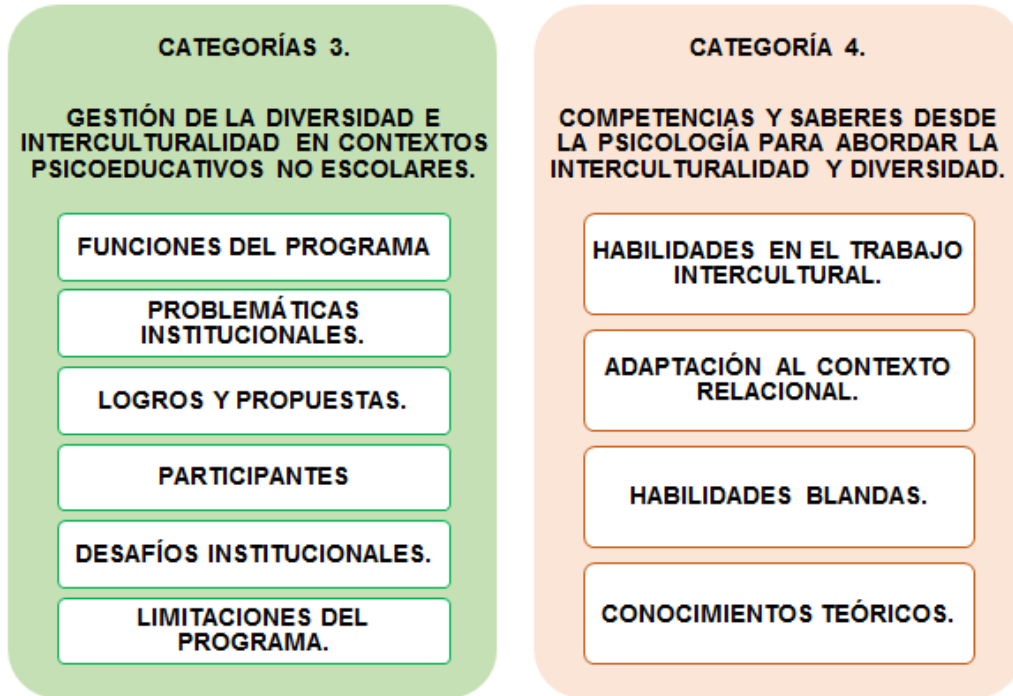 CATEGORÍAS 3.
GESTIÓN DE LA DIVERSIDAD E
INTERCULTURALIDAD EN CONTEXTOS
PSICOEDUCATIVOS NO ESCOLARES.
FUNCIONES DEL PROGRAMA
PROBLEMÁTICAS
INSTITUCIONALES.
LOGROS Y PROPUESTAS.
PARTICIPANTES
DESAFÍOS INSTITUCIONALES.
LIMITACIONES DEL
PROGRAMA.
CATEGORÍA 4.
COMPETENCIAS Y SABERES DESDE
LA PSICOLOGÍA PARA ABORDAR LA
INTERCULTURALIDAD Y DIVERSIDAD.
HABILIDADES EN EL TRABAJO
INTERCULTURAL.
ADAPTACIÓN AL CONTEXTO
RELACIONAL.
HABILIDADES BLANDAS.
CONOCIMIENTOS TEÓRICOS.